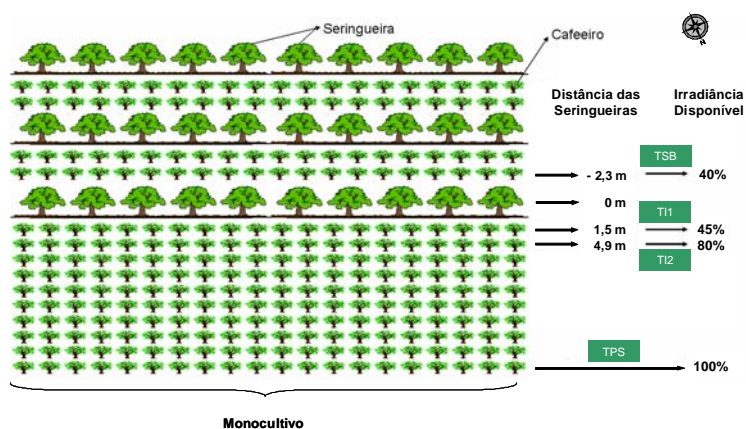 Seringueira
Cafeeiro
N
Distância das Seringueiras
Irradiância Disponível
TSB
- 2,3 m
40%
0 m
TI1
1,5 m
45%
4,9 m
80%
TI2
TPS
100%
Monocultivo